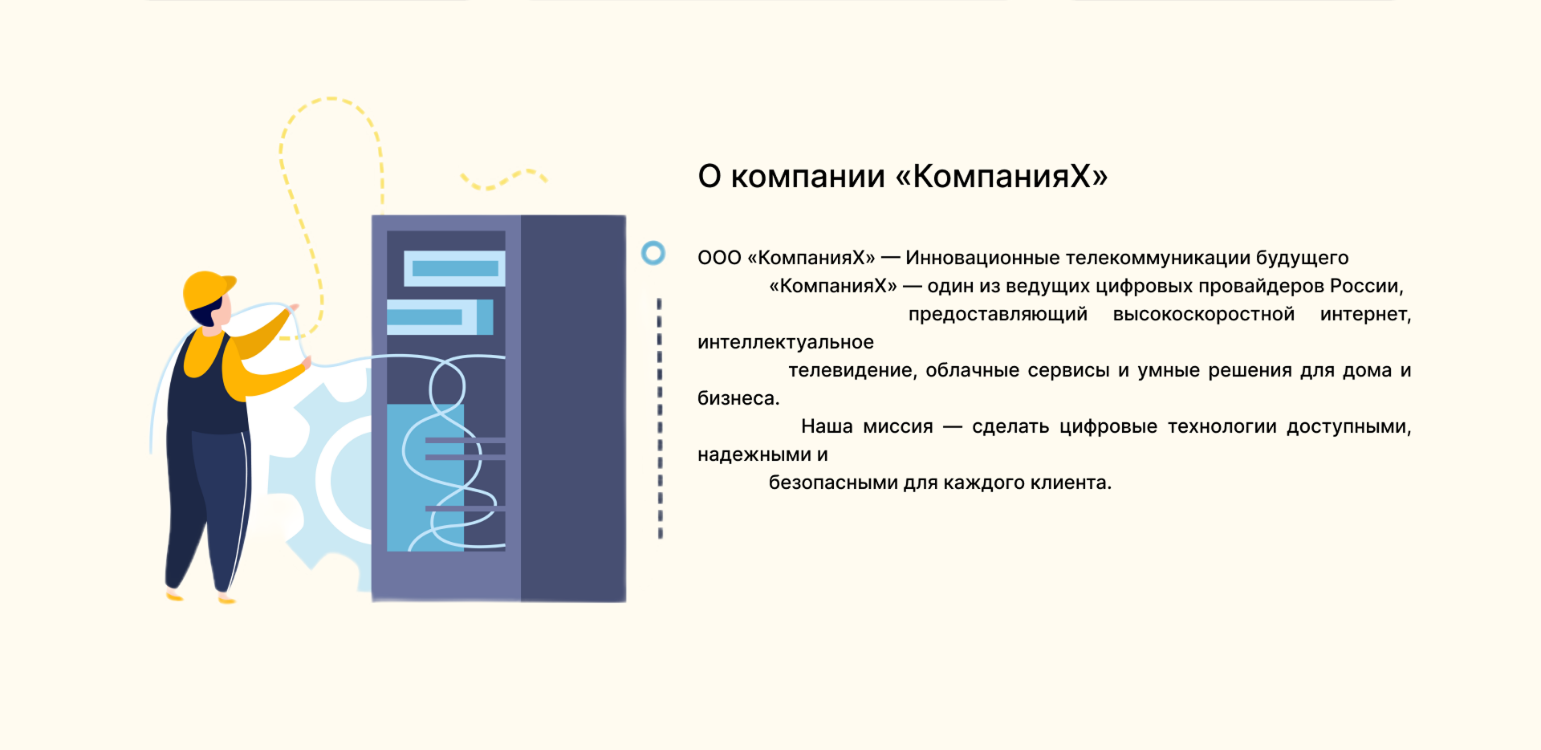 О компании «КомпанияX»
ООО «КомпанияX» — Инновационные телекоммуникации будущего
«КомпанияX» — один из ведущих цифровых провайдеров России,
предоставляющий высокоскоростной интернет,
интеллектуальное
телевидение, облачные сервисы и умные решения для дома и
бизнеса.
Наша миссия — сделать цифровые технологии доступными,
надежными и
безопасными для каждого клиента.